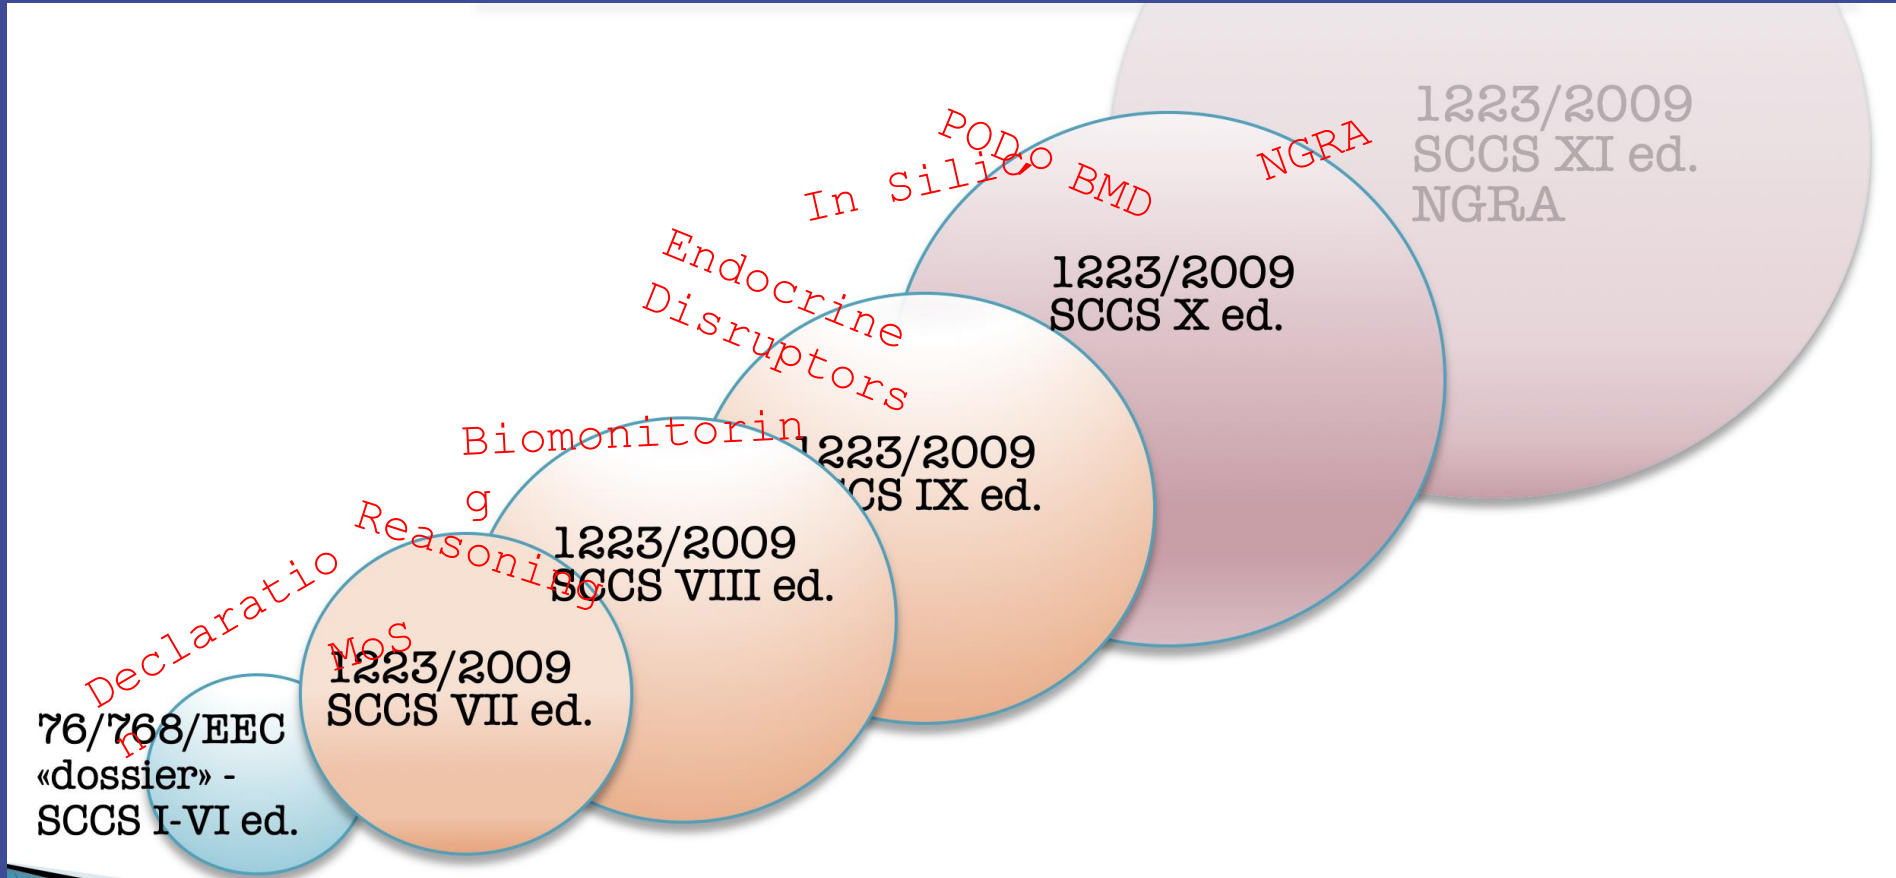 1223/2009
SCCS XI ed.
NGRA
POD,
BMD
In Silico
NGRA
1223/2009
SCCS X ed.
Endocrine
Disruptors
1223/2009
CS IX ed.
Biomonitorin
g
1223/2009
SCCS VIII ed.
Reasoning
MoS
1223/2009
SCCS VII ed.
Declaratio
n
76/768/EEC
«dossier» -
SCCS I-VI ed.